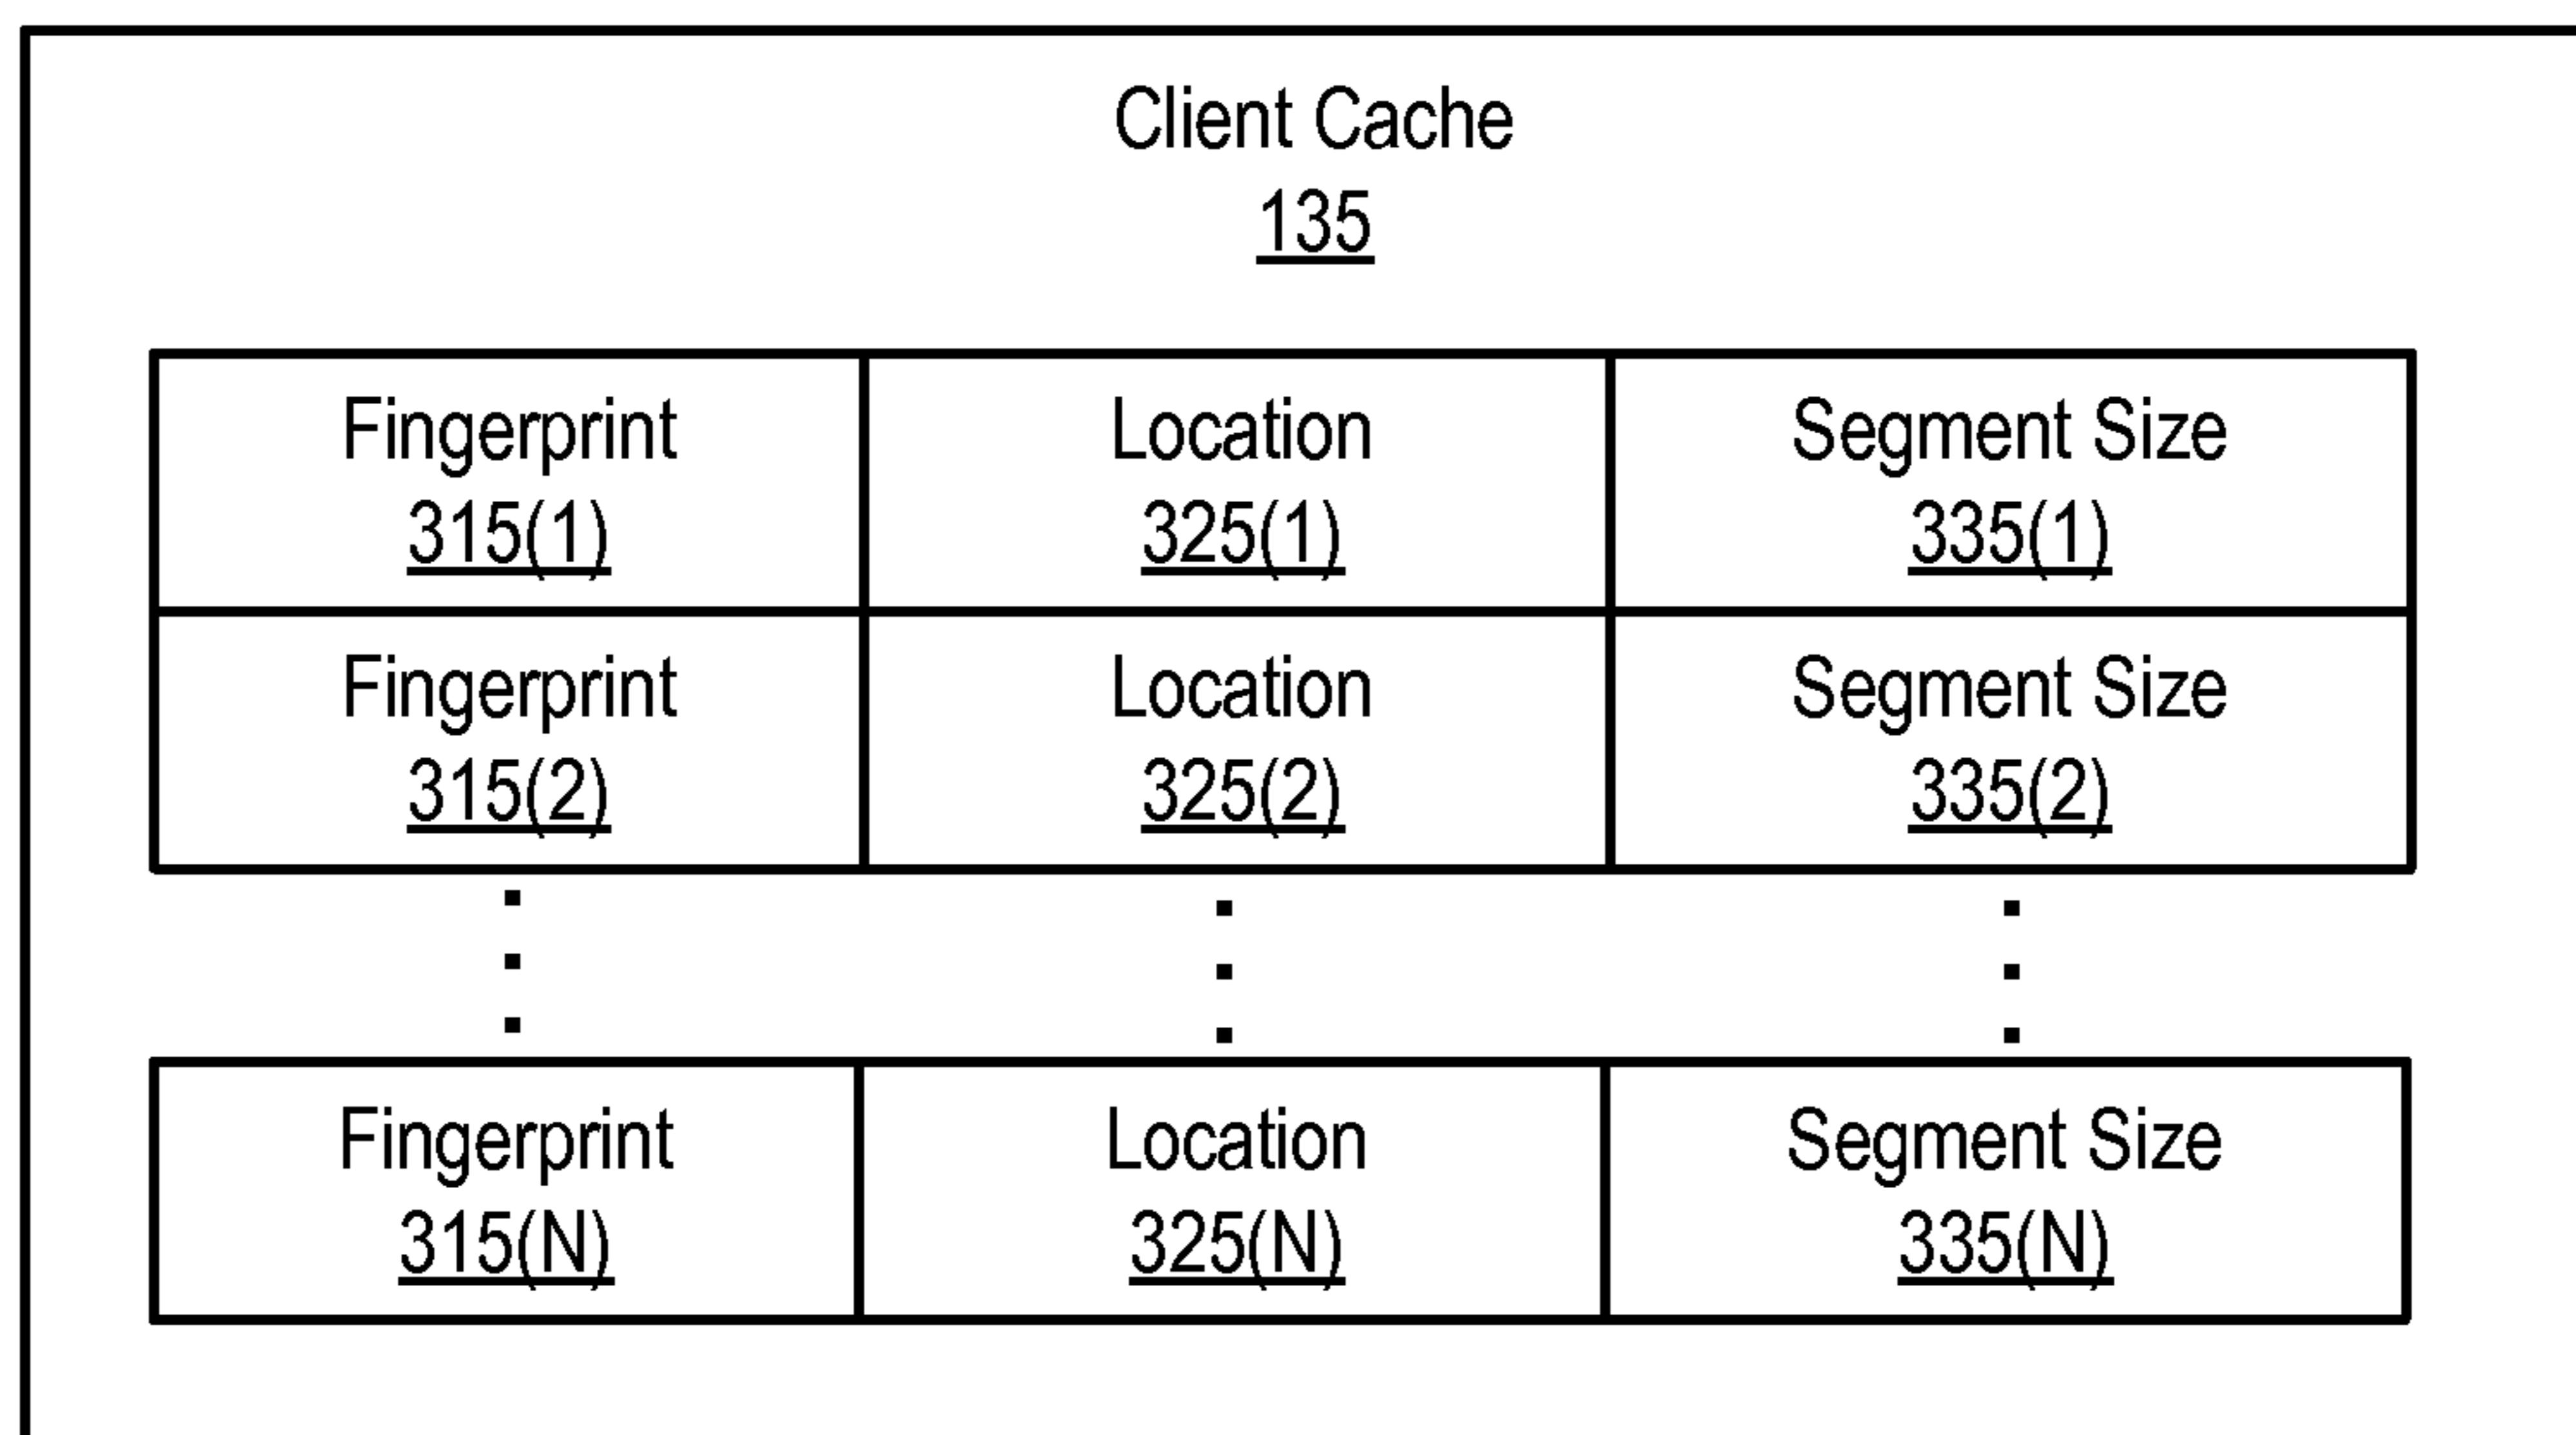 Client Cache
135
Fingerprint Location Segment Size
315(1) 325(1) 335(1)
Fingerprint Location Segment Size
315(2) 325(2) 335(2)
Fingerprint Location Segment Size
315(N) 325(N) 335(N)